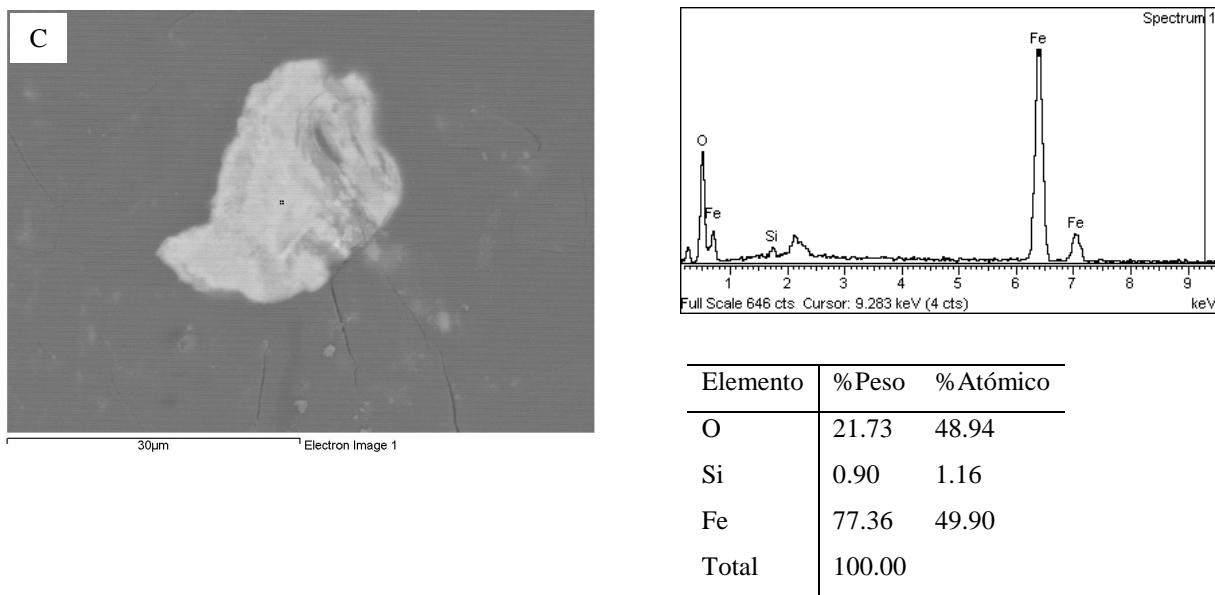 C
30µm
Electron Image 1
Spectrum 1
Fe
O
Fe
Si
Fe
1 2 3 4 5 6 7 8 9
Full Scale 646 cts Cursor: 9.283 keV (4 cts)
keV
Elemento %Peso %Atómico
O 21.73 48.94
Si 0.90 1.16
Fe 77.36 49.90
Total 100.00